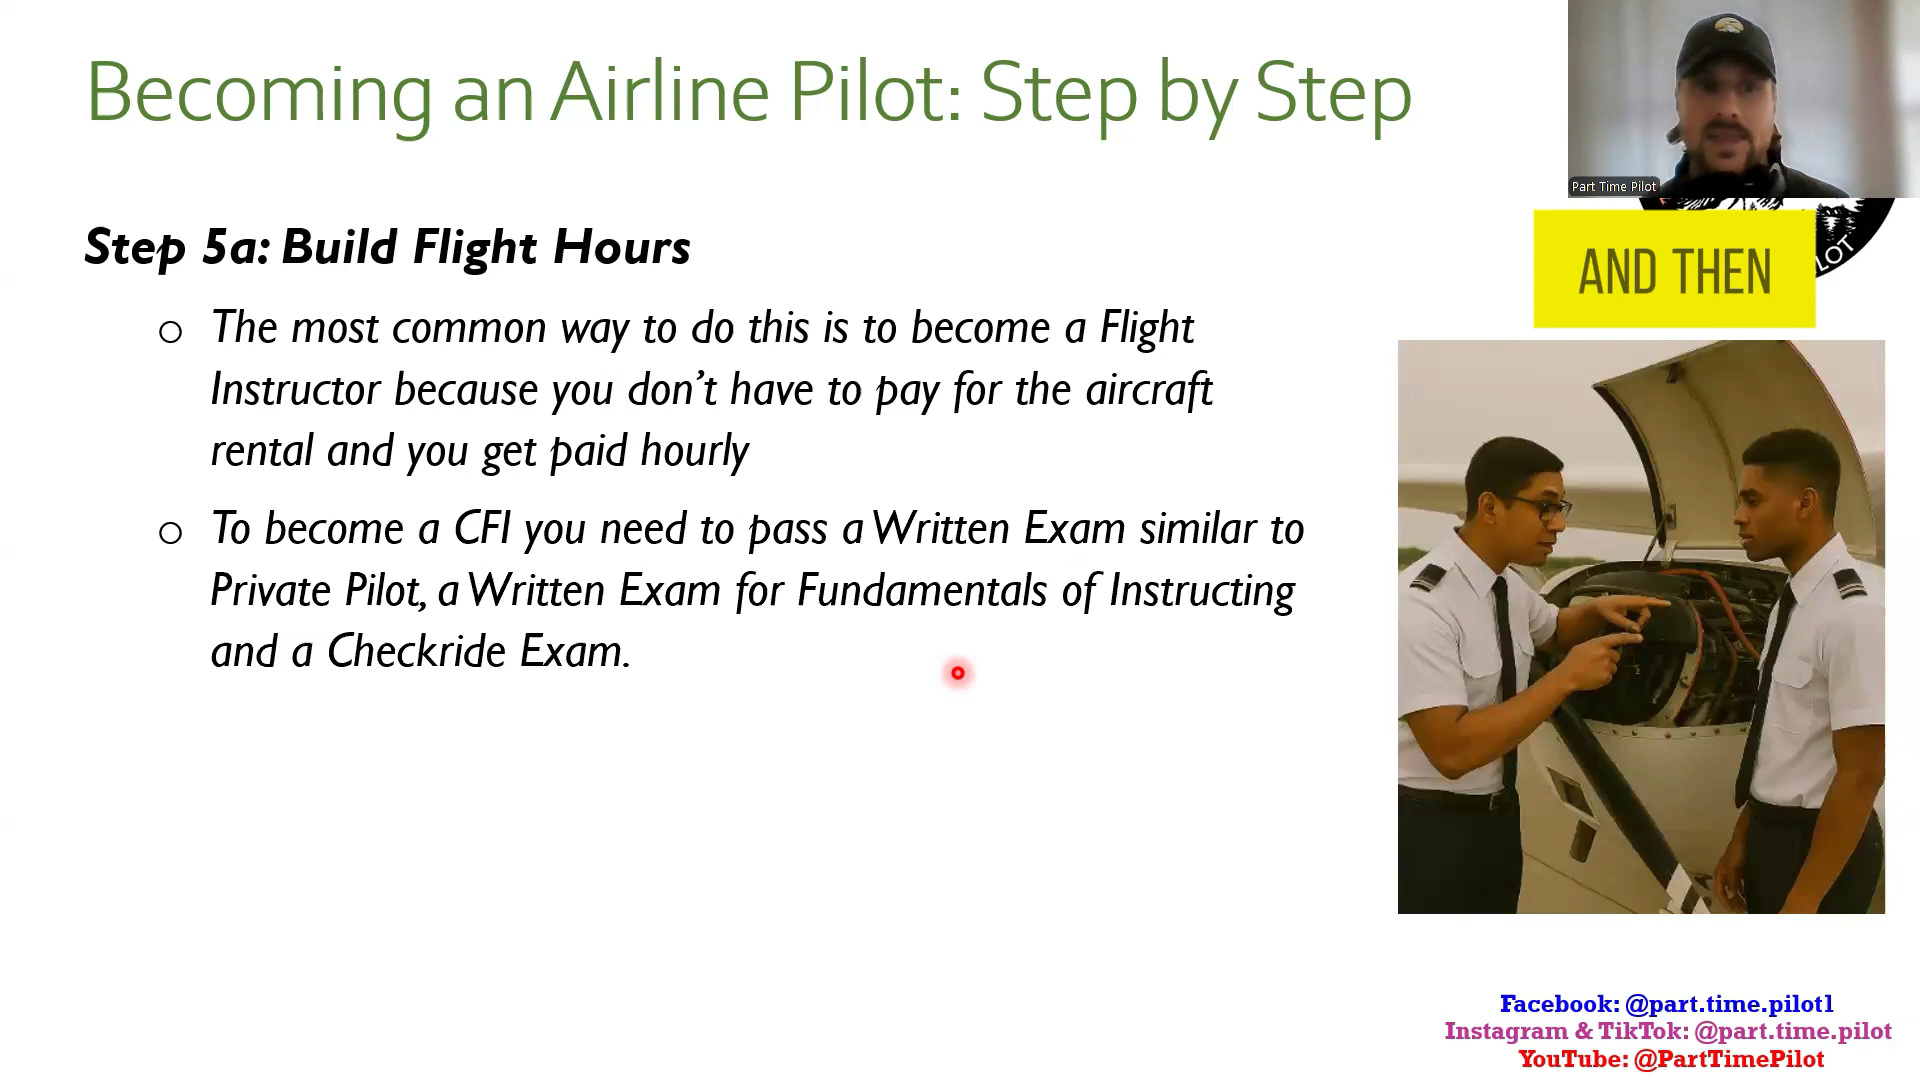 Becoming an Airline Pilot: Step by Step
Part Time Pilot
LOT
AND THEN
Step 5a: Build Flight Hours
o The most common way to do this is to become a Flight
Instructor because you don’t have to pay for the aircraft
rental and you get paid hourly
o To become a CFI you need to pass a Written Exam similar to
Private Pilot, a Written Exam for Fundamentals of Instructing
and a Checkride Exam.
Facebook: @part.time.pilot1
Instagram & TikTok: @part.time.pilot
YouTube: @PartTimePilot